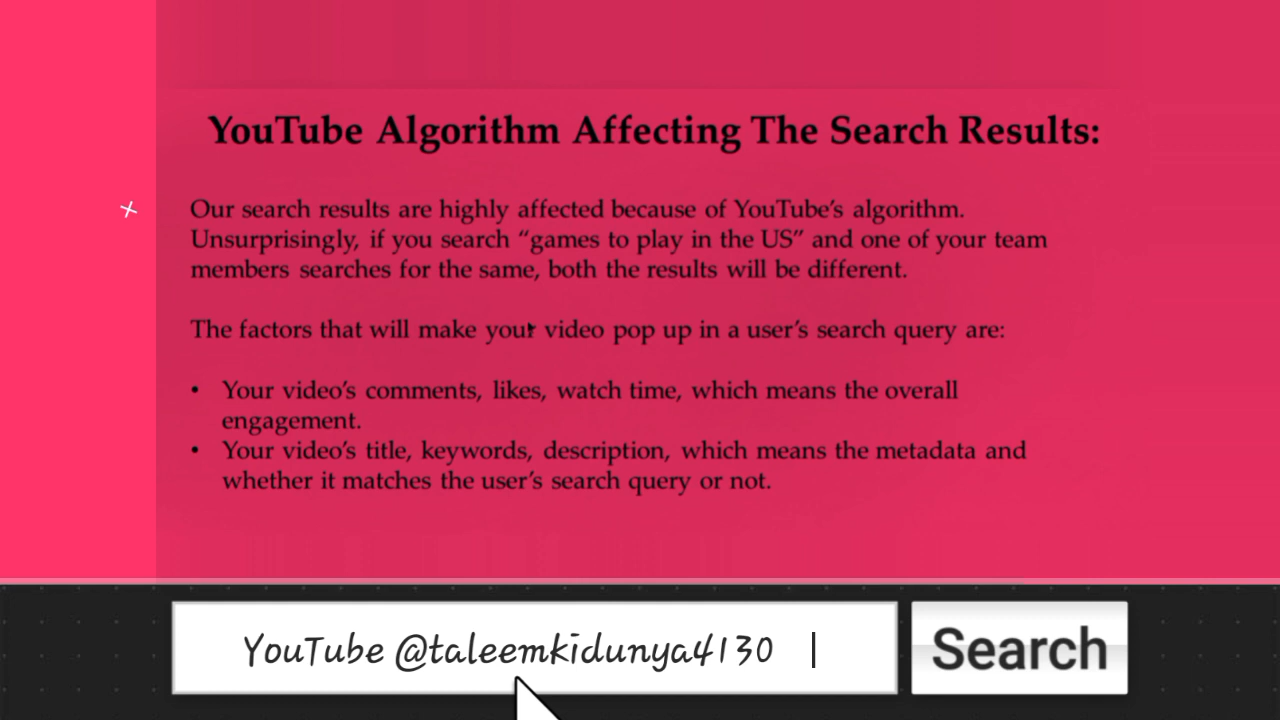 YouTube Algorithm Affecting The Search Results:
Our search results are highly affected because of YouTube's algorithm.
Unsurprisingly, if you search “games to play in the US” and one of your team
members searches for the same, both the results will be different.
The factors that will make your video pop up in a user's search query are:
• Your video's comments, likes, watch time, which means the overall
engagement.
• Your video's title, keywords, description, which means the metadata and
whether it matches the user's search query or not.
YouTube @taleemkidunya4130 |
Search